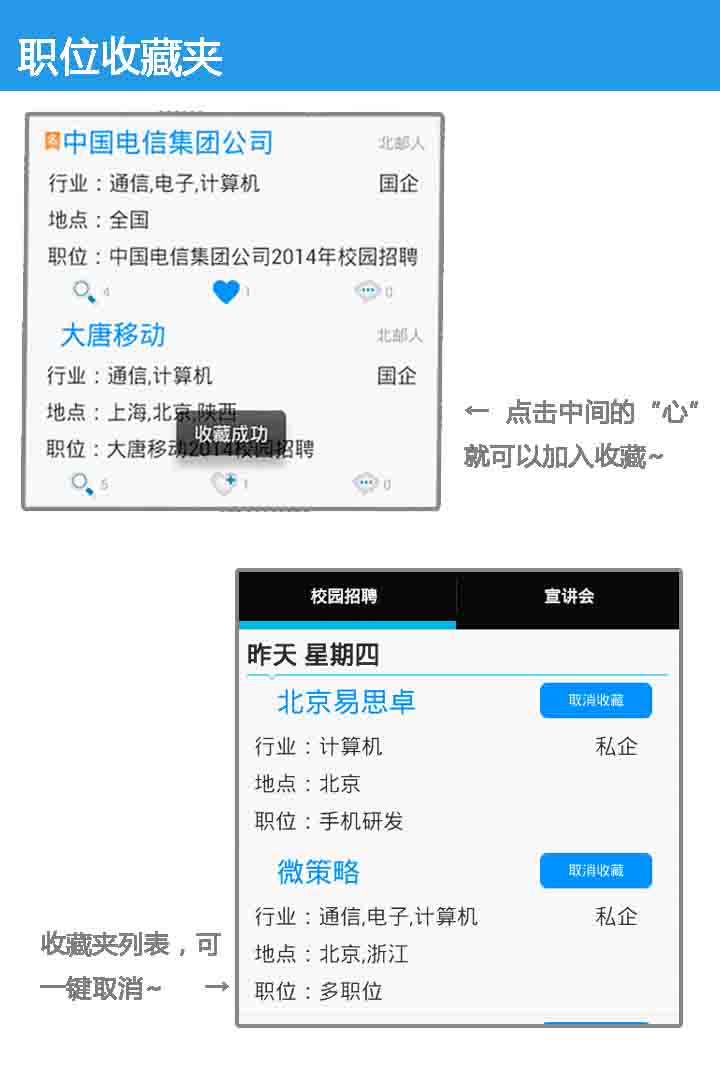 职位收藏夹
名 中国电信集团公司 北邮人
行业：通信,电子,计算机 国企
地点：全国
职位：中国电信集团公司2014年校园招聘
4 1 0
大唐移动 北邮人
行业：通信,计算机 国企
地点：上海,北京,陕西
收藏成功
职位：大唐移动2014校园招聘
5 1 0
← 点击中间的“心”
就可以加入收藏~
校园招聘 宣讲会
昨天 星期四
北京易思卓 取消收藏
行业：计算机 私企
地点：北京
职位：手机研发
微策略 取消收藏
行业：通信,电子,计算机 私企
地点：北京,浙江
职位：多职位
收藏夹列表，可
一键取消~ →